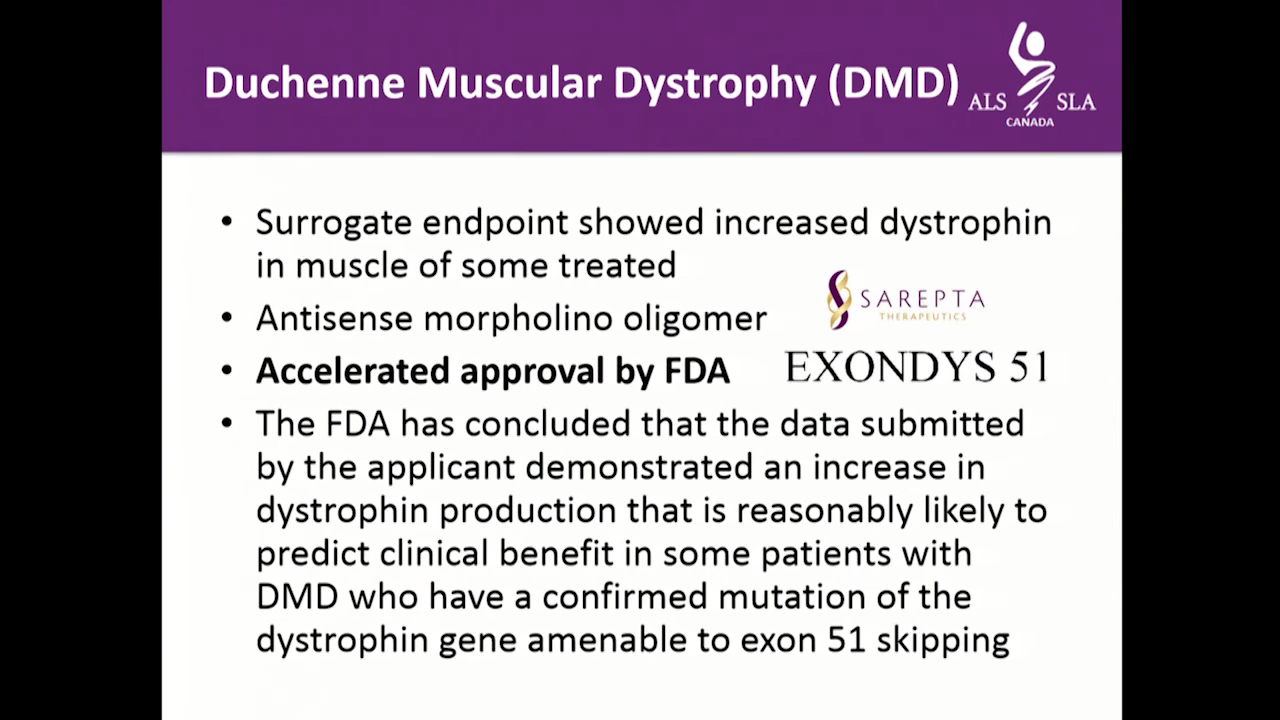 Duchenne Muscular Dystrophy (DMD)
ALS SLA
CANADA
• Surrogate endpoint showed increased dystrophin
in muscle of some treated
SAREPTA
THERAPEUTICS
• Antisense morpholino oligomer
• Accelerated approval by FDA
EXONDYS 51
• The FDA has concluded that the data submitted
by the applicant demonstrated an increase in
dystrophin production that is reasonably likely to
predict clinical benefit in some patients with
DMD who have a confirmed mutation of the
dystrophin gene amenable to exon 51 skipping